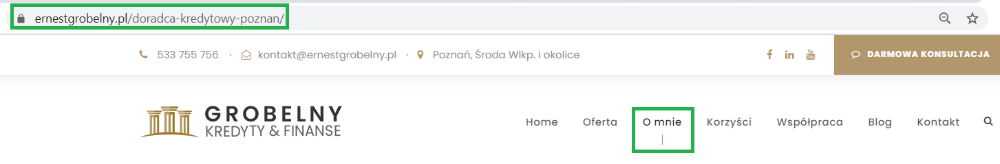 ernestgrobelny.pl/doradca-kredytowy-poznan/
533 755 756 · kontakt@ernestgrobelny.pl · Poznań, Środa Wlkp. i okolice
DARMOWA KONSULTACJA
GROBELNY
KREDYTY & FINANSE
Home Oferta O mnie Korzyści Współpraca Blog Kontakt